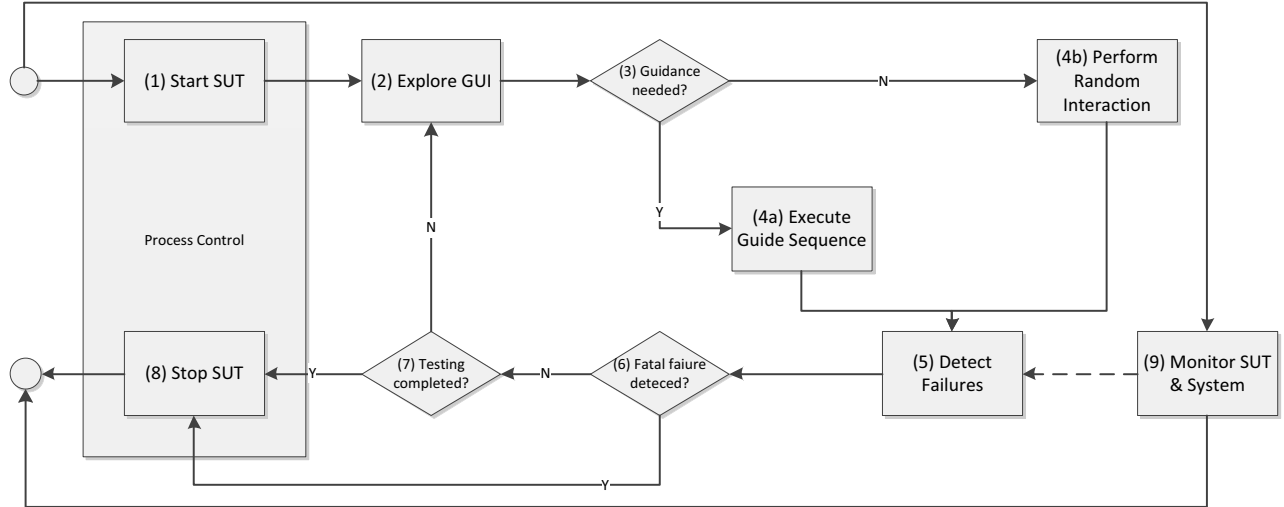 (1) Start SUT
(2) Explore GUI
(3) Guidance
needed?
N
(4b) Perform
Random
Interaction
Y
(4a) Execute
Guide Sequence
N
Process Control
(8) Stop SUT
Y
(7) Testing
completed?
N
(6) Fatal faiure
deteced?
(5) Detect
Failures
(9) Monitor SUT
& System
Y